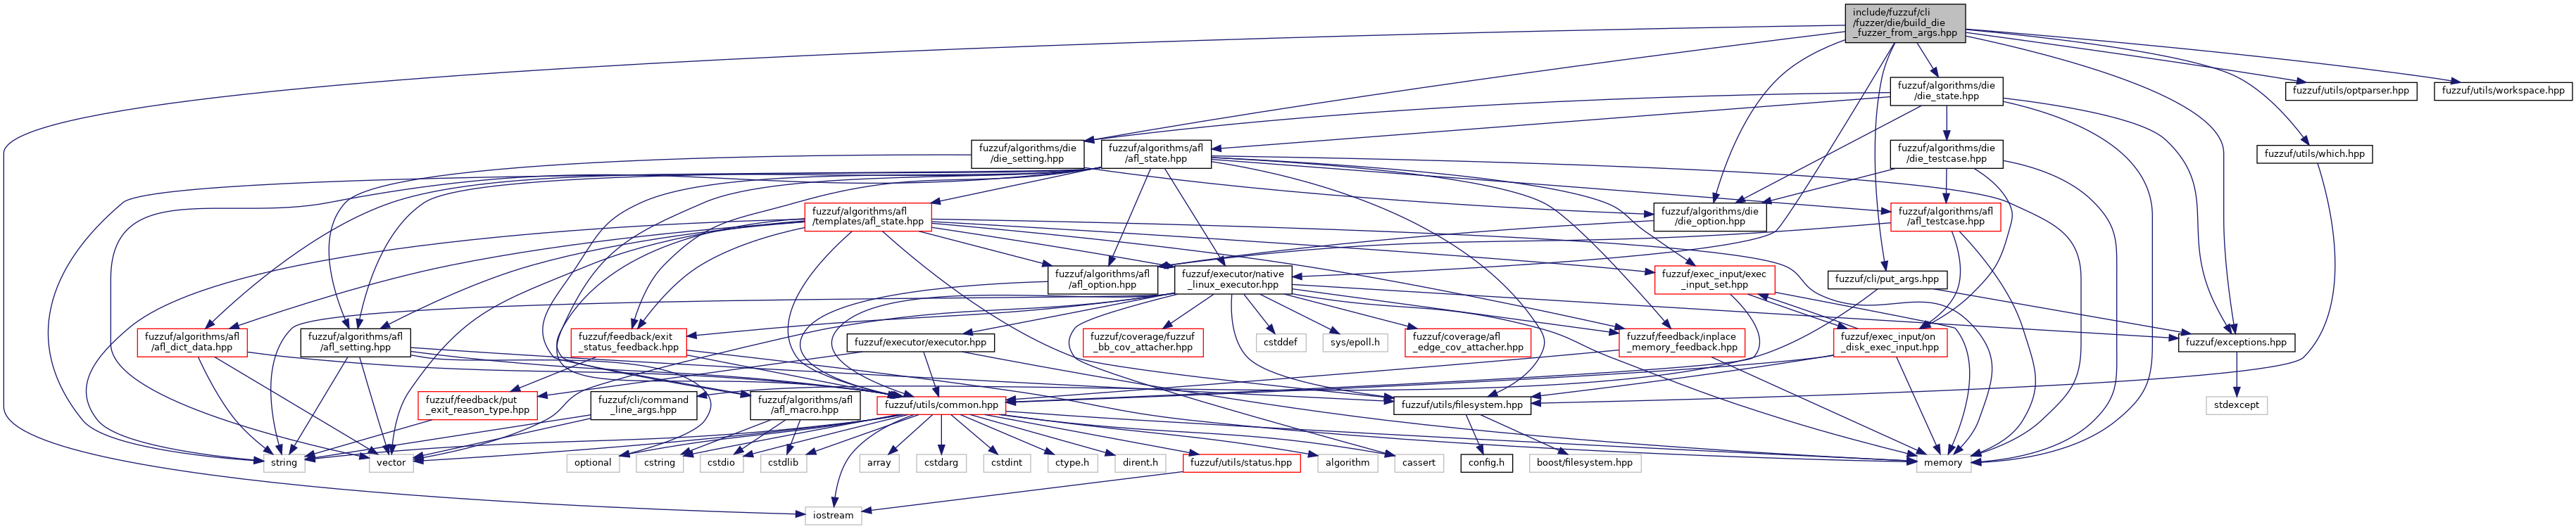 include/fuzzuf/cli
/fuzzer/die/build_die
_fuzzer_from_args.hpp
fuzzuf/algorithms/die
/die_state.hpp
fuzzuf/utils/optparser.hpp
fuzzuf/utils/workspace.hpp
fuzzuf/algorithms/die
/die_setting.hpp
fuzzuf/algorithms/afl
/afl_state.hpp
fuzzuf/algorithms/die
/die_testcase.hpp
fuzzuf/utils/which.hpp
fuzzuf/algorithms/afl
/templates/afl_state.hpp
fuzzuf/algorithms/die
/die_option.hpp
fuzzuf/algorithms/afl
/afl_testcase.hpp
fuzzuf/algorithms/afl
/afl_option.hpp
fuzzuf/executor/native
_linux_executor.hpp
fuzzuf/exec_input/exec
_input_set.hpp
fuzzuf/cli/put_args.hpp
fuzzuf/algorithms/afl
/afl_dict_data.hpp
fuzzuf/algorithms/afl
/afl_setting.hpp
fuzzuf/feedback/exit
_status_feedback.hpp
fuzzuf/executor/executor.hpp
fuzzuf/coverage/fuzzuf
_bb_cov_attacher.hpp
cstddef
sys/epoll.h
fuzzuf/coverage/afl
_edge_cov_attacher.hpp
fuzzuf/feedback/inplace
_memory_feedback.hpp
fuzzuf/exec_input/on
_disk_exec_input.hpp
fuzzuf/exceptions.hpp
fuzzuf/feedback/put
_exit_reason_type.hpp
fuzzuf/cli/command
_line_args.hpp
fuzzuf/algorithms/afl
/afl_macro.hpp
fuzzuf/utils/common.hpp
fuzzuf/utils/filesystem.hpp
stdexcept
string
vector
optional
cstring
cstdio
cstdlib
array
cstdarg
cstdint
ctype.h
dirent.h
fuzzuf/utils/status.hpp
algorithm
cassert
config.h
boost/filesystem.hpp
memory
iostream